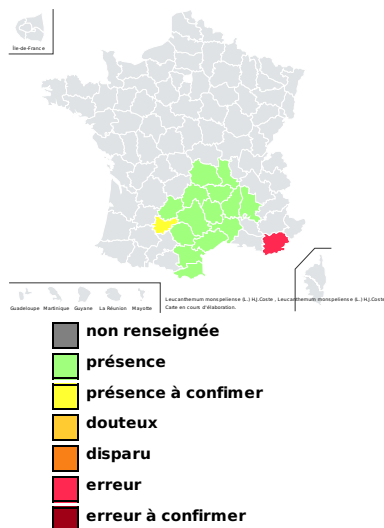 Île-de-France
Guadeloupe Martinique Guyane La Réunion Mayotte
Leucanthemum monspeliense (L.) H.J.Coste , Leucanthemum monspeliense (L.) H.J.Coste
Carte en cours d'élaboration.
non renseignée
présence
présence à confimer
douteux
disparu
erreur
erreur à confirmer